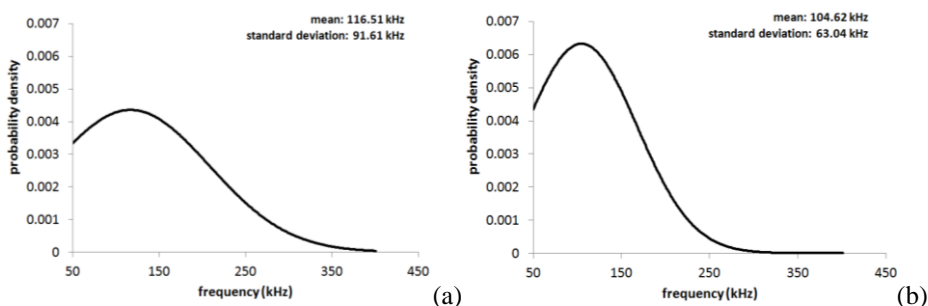 mean: 116.51 kHz
standard deviation: 91.61 kHz
0.007
0.006
0.005
0.004
0.003
0.002
0.001
0
probability density
50
150
250
350
450
frequency (kHz)
(a)
mean: 104.62 kHz
standard deviation: 63.04 kHz
0.007
0.006
0.005
0.004
0.003
0.002
0.001
0
probability density
50
150
250
350
450
frequency (kHz)
(b)